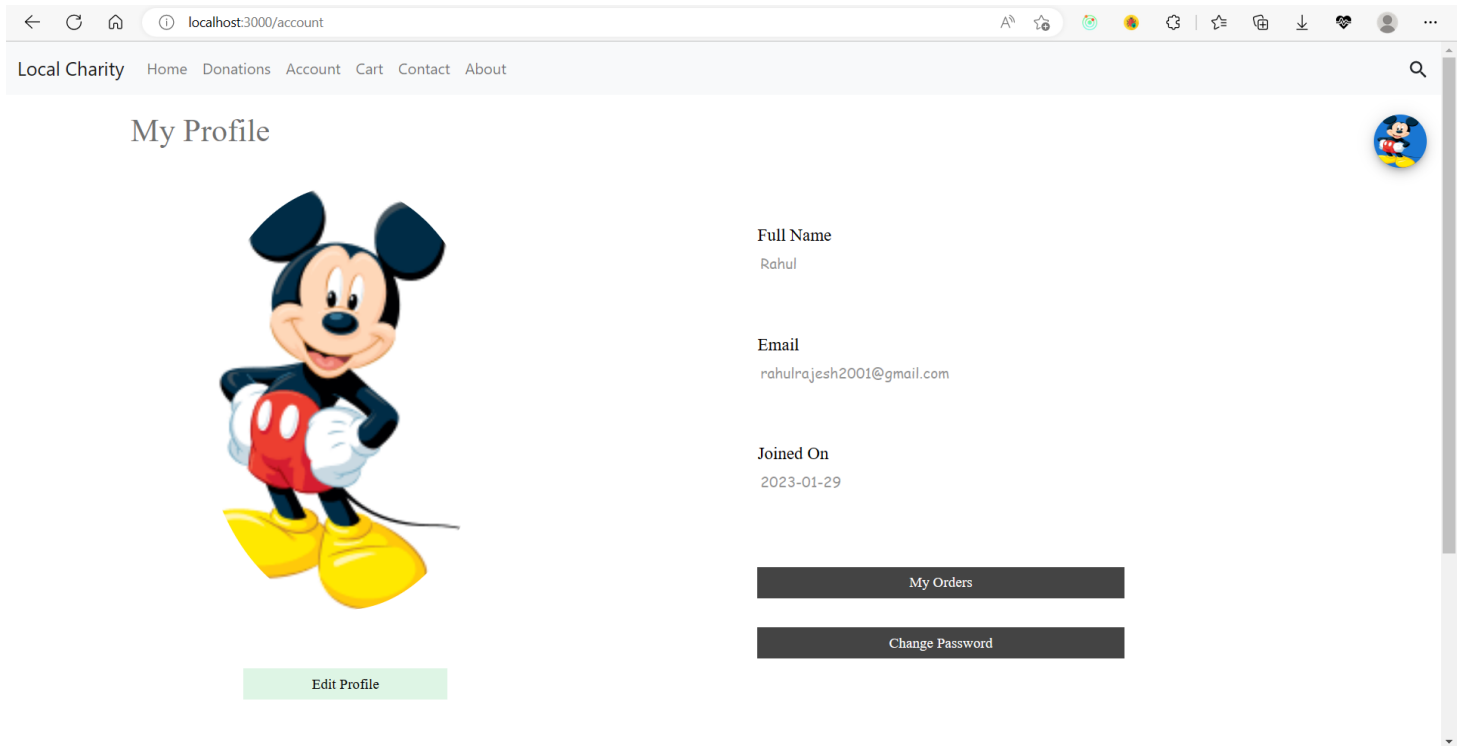 localhost:3000/account
Local Charity Home Donations Account Cart Contact About
My Profile
Full Name
Rahul
Email
rahulrajesh2001@gmail.com
Joined On
2023-01-29
My Orders
Change Password
Edit Profile